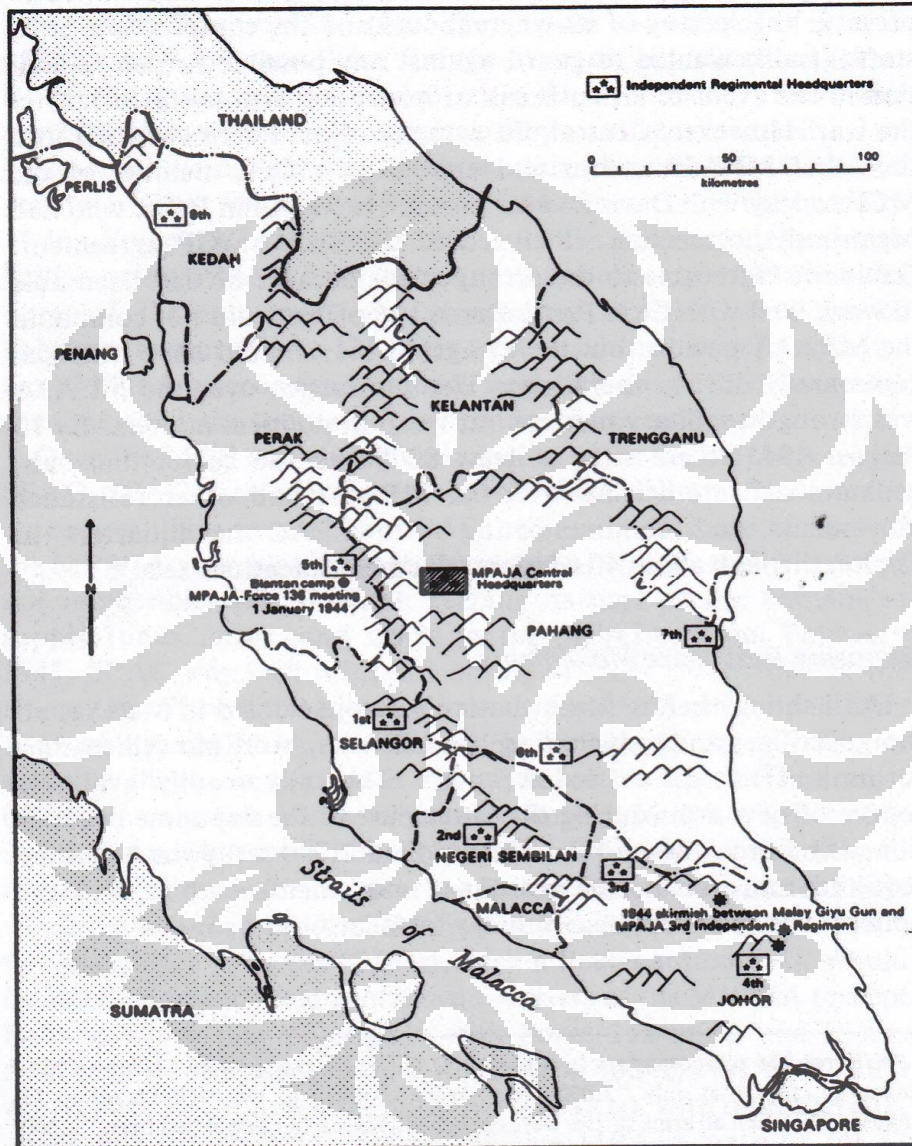 THAILAND
Independent Regimental Headquarters
0
50
100
kilometres
PERLIS
8th
KEDAH
PENANG
KELANTAN
PERAK
TRENGGANU
N
5th
Blantan camp
MPAJA-Force 136 meeting
1 January 1944
MPAJA Central
Headquarters
PAHANG
7th
1st
SELANGOR
6th
2nd
NEGERI SEMBILAN
3rd
MALACCA
1944 skirmish between Malay Giyu Gun and
MPAJA 3rd Independent Regiment
4th
JOHOR
Straits
of
Malacca
SUMATRA
SINGAPORE